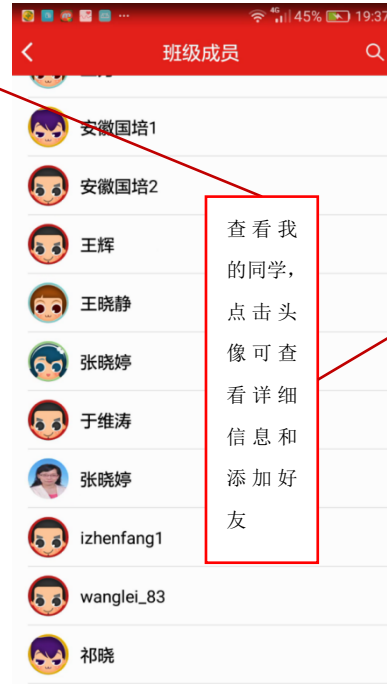 4G 45% 19:37
班级成员
安徽国培1
安徽国培2
王辉
王晓静
张晓婷
于维涛
张晓婷
izhenfang1
wanglei_83
祁晓
查看我
的同学，
点击头
像可查
看详细
信息和
添加好
友